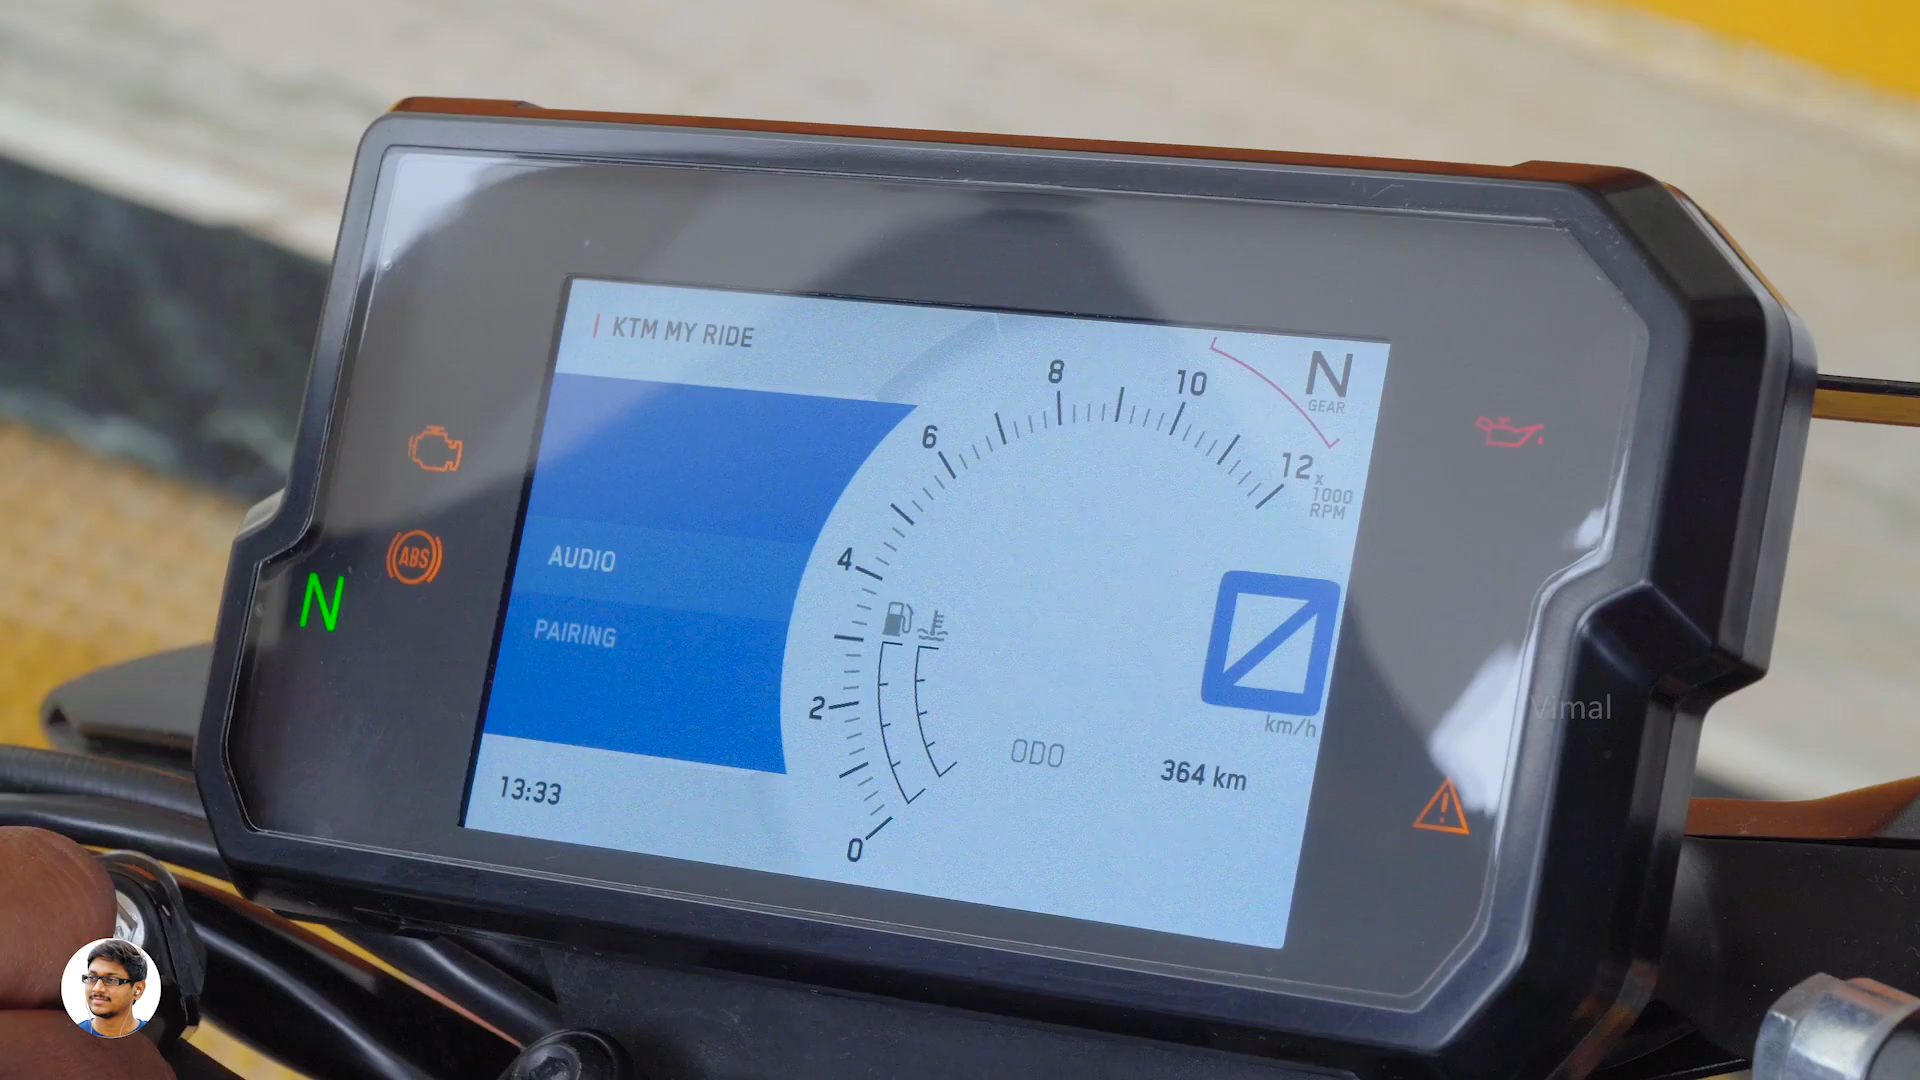 KTM MY RIDE
AUDIO
PAIRING
13:33
0
2
4
6
8
10
12
x
1000
RPM
N
GEAR
0
km/h
ODO
364 km
ABS
N
Vimal